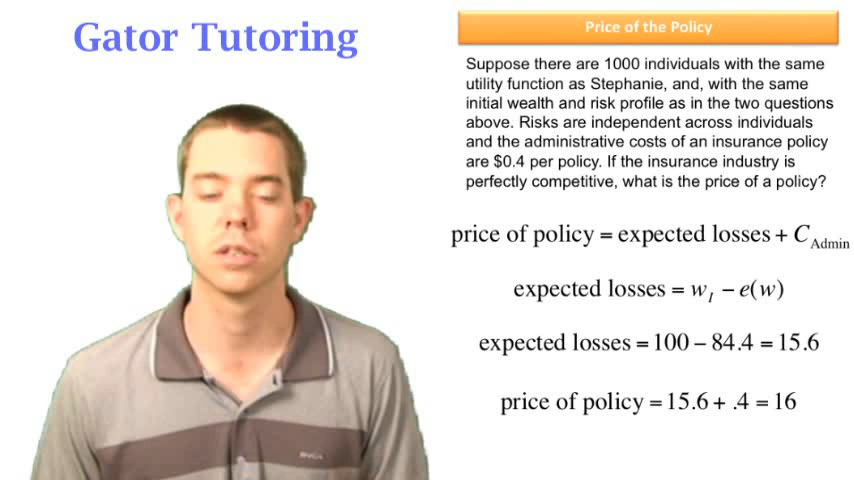 Gator Tutoring
Price of the Policy
Suppose there are 1000 individuals with the same
utility function as Stephanie, and, with the same
initial wealth and risk profile as in the two questions
above. Risks are independent across individuals
and the administrative costs of an insurance policy
are $0.4 per policy. If the insurance industry is
perfectly competitive, what is the price of a policy?
price of policy = expected losses + C_Admin
expected losses = w_I − e(w)
expected losses = 100 − 84.4 = 15.6
price of policy = 15.6 + .4 = 16